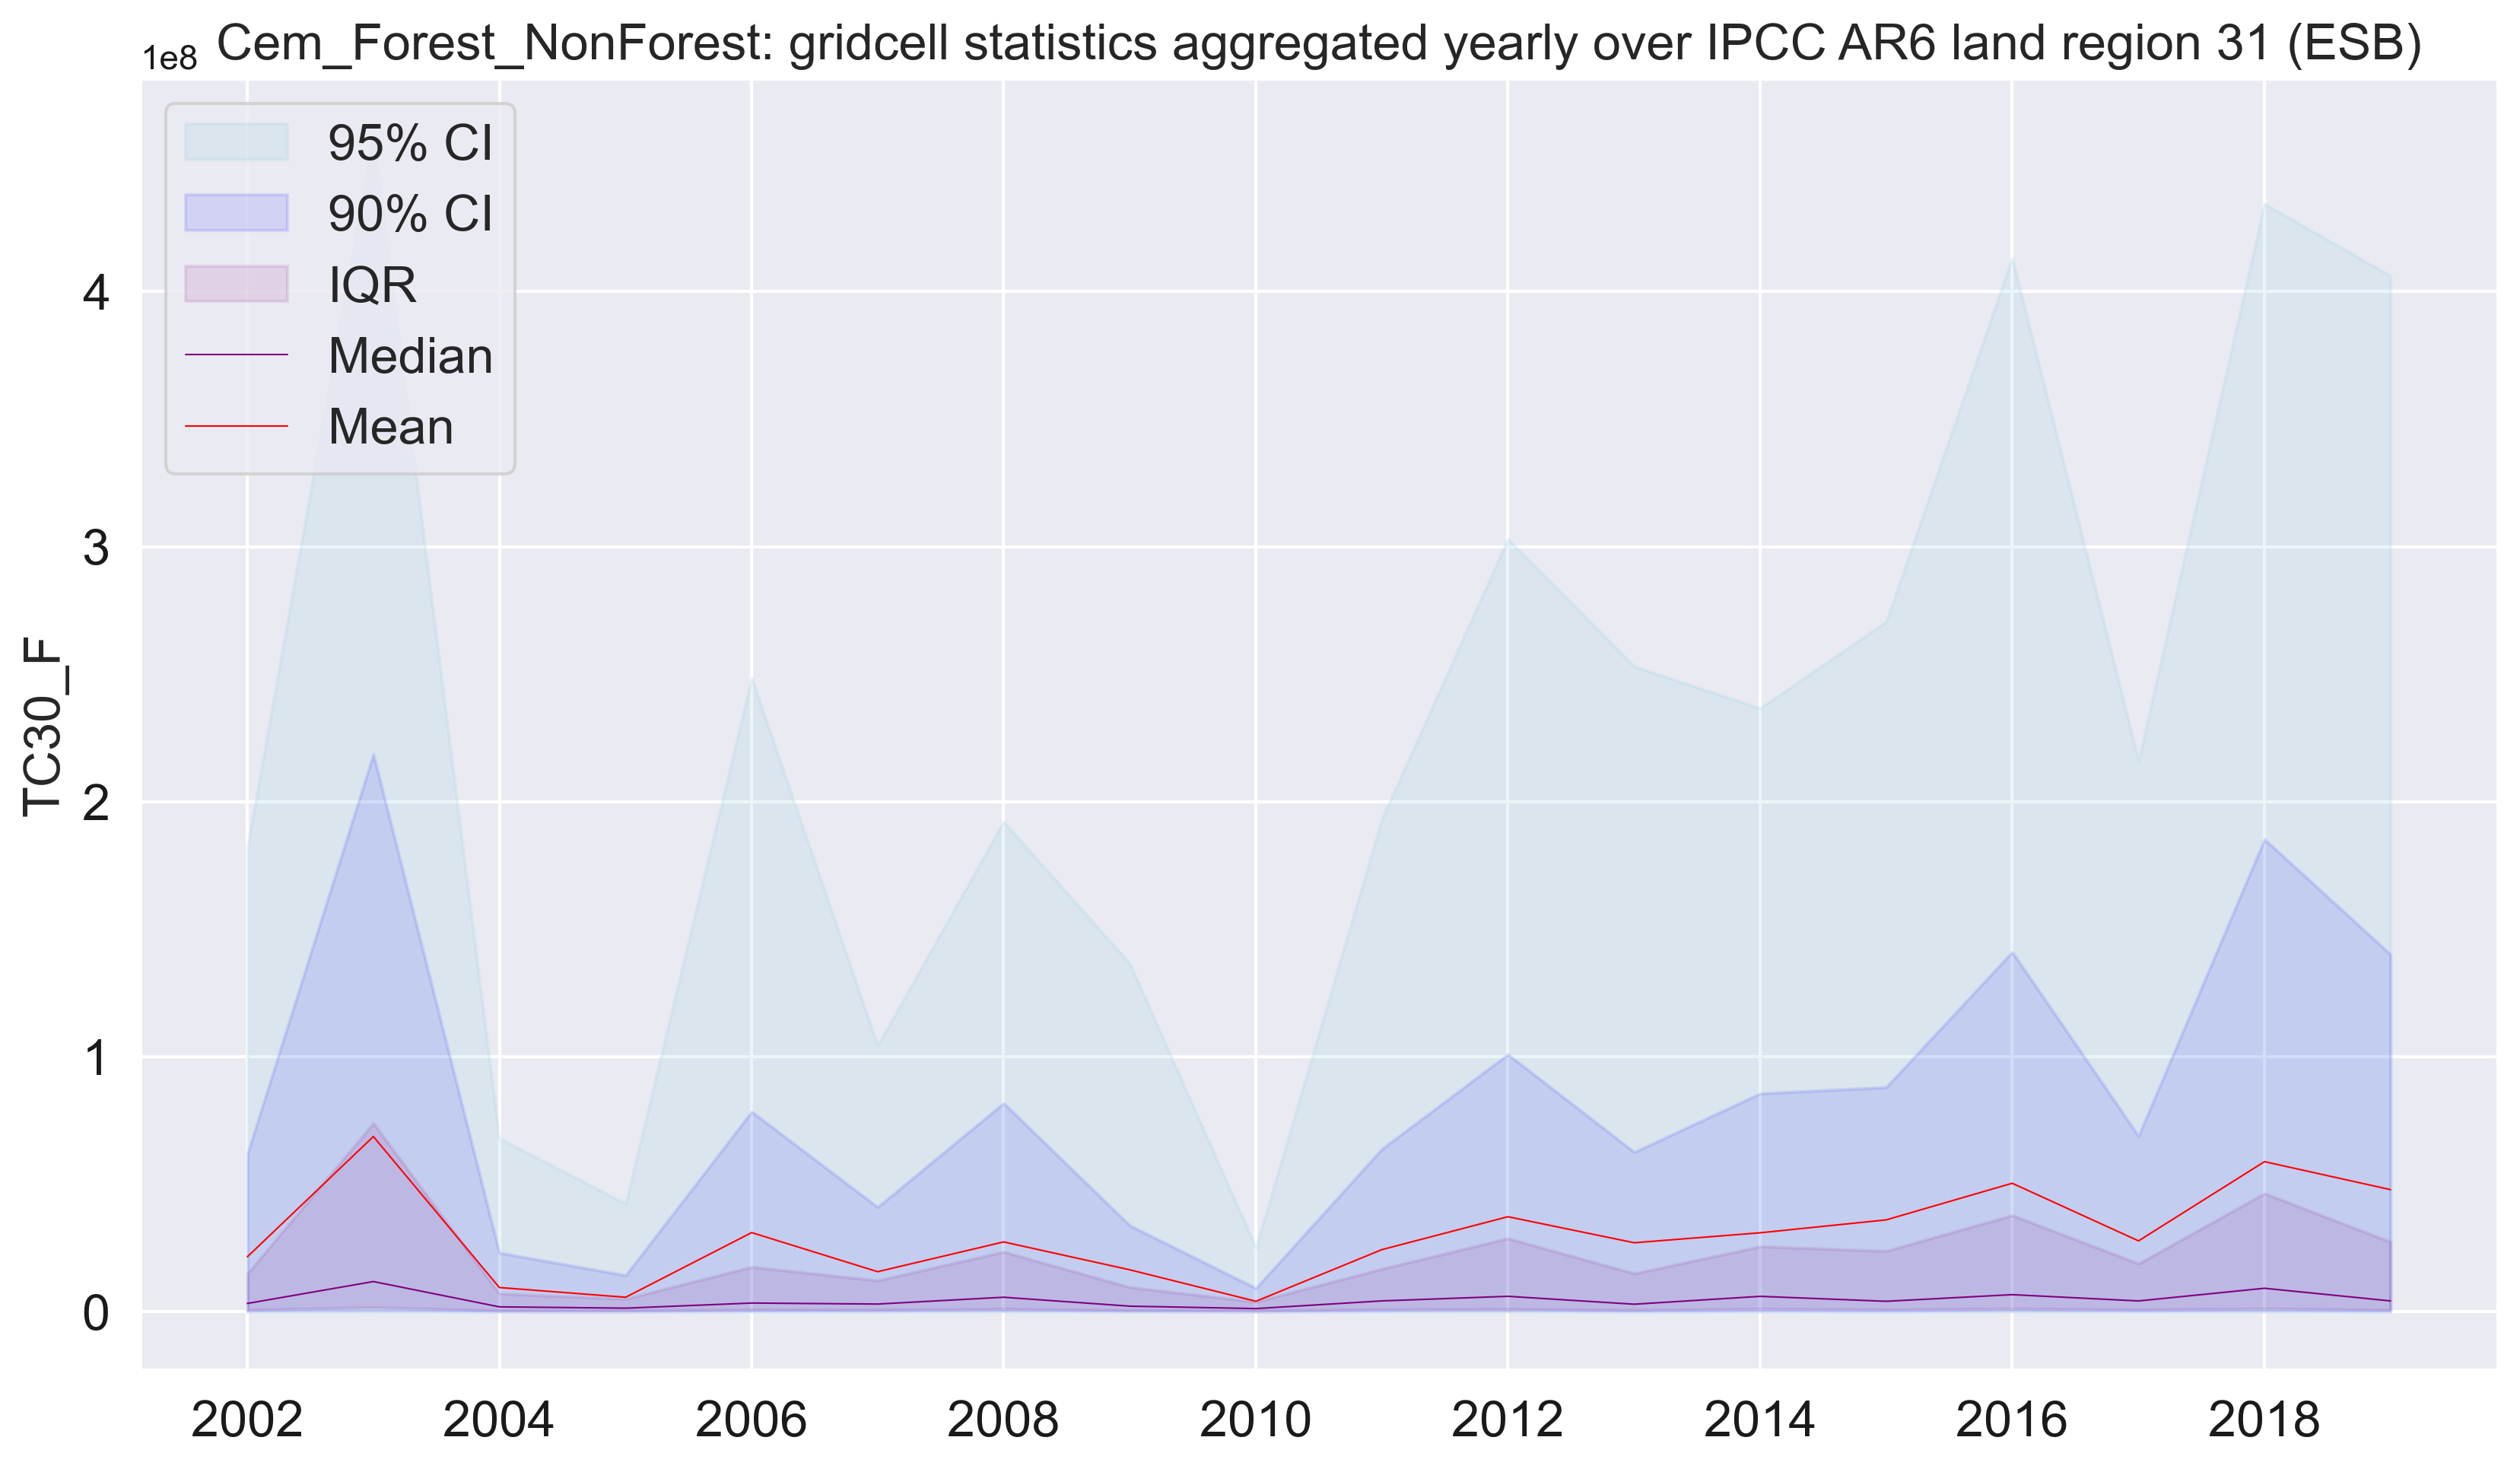 1e8 Cem_Forest_NonForest: gridcell statistics aggregated yearly over IPCC AR6 land region 31 (ESB)
95% CI
90% CI
IQR
Median
Mean
TC30_F
4
3
2
1
0
2002 2004 2006 2008 2010 2012 2014 2016 2018